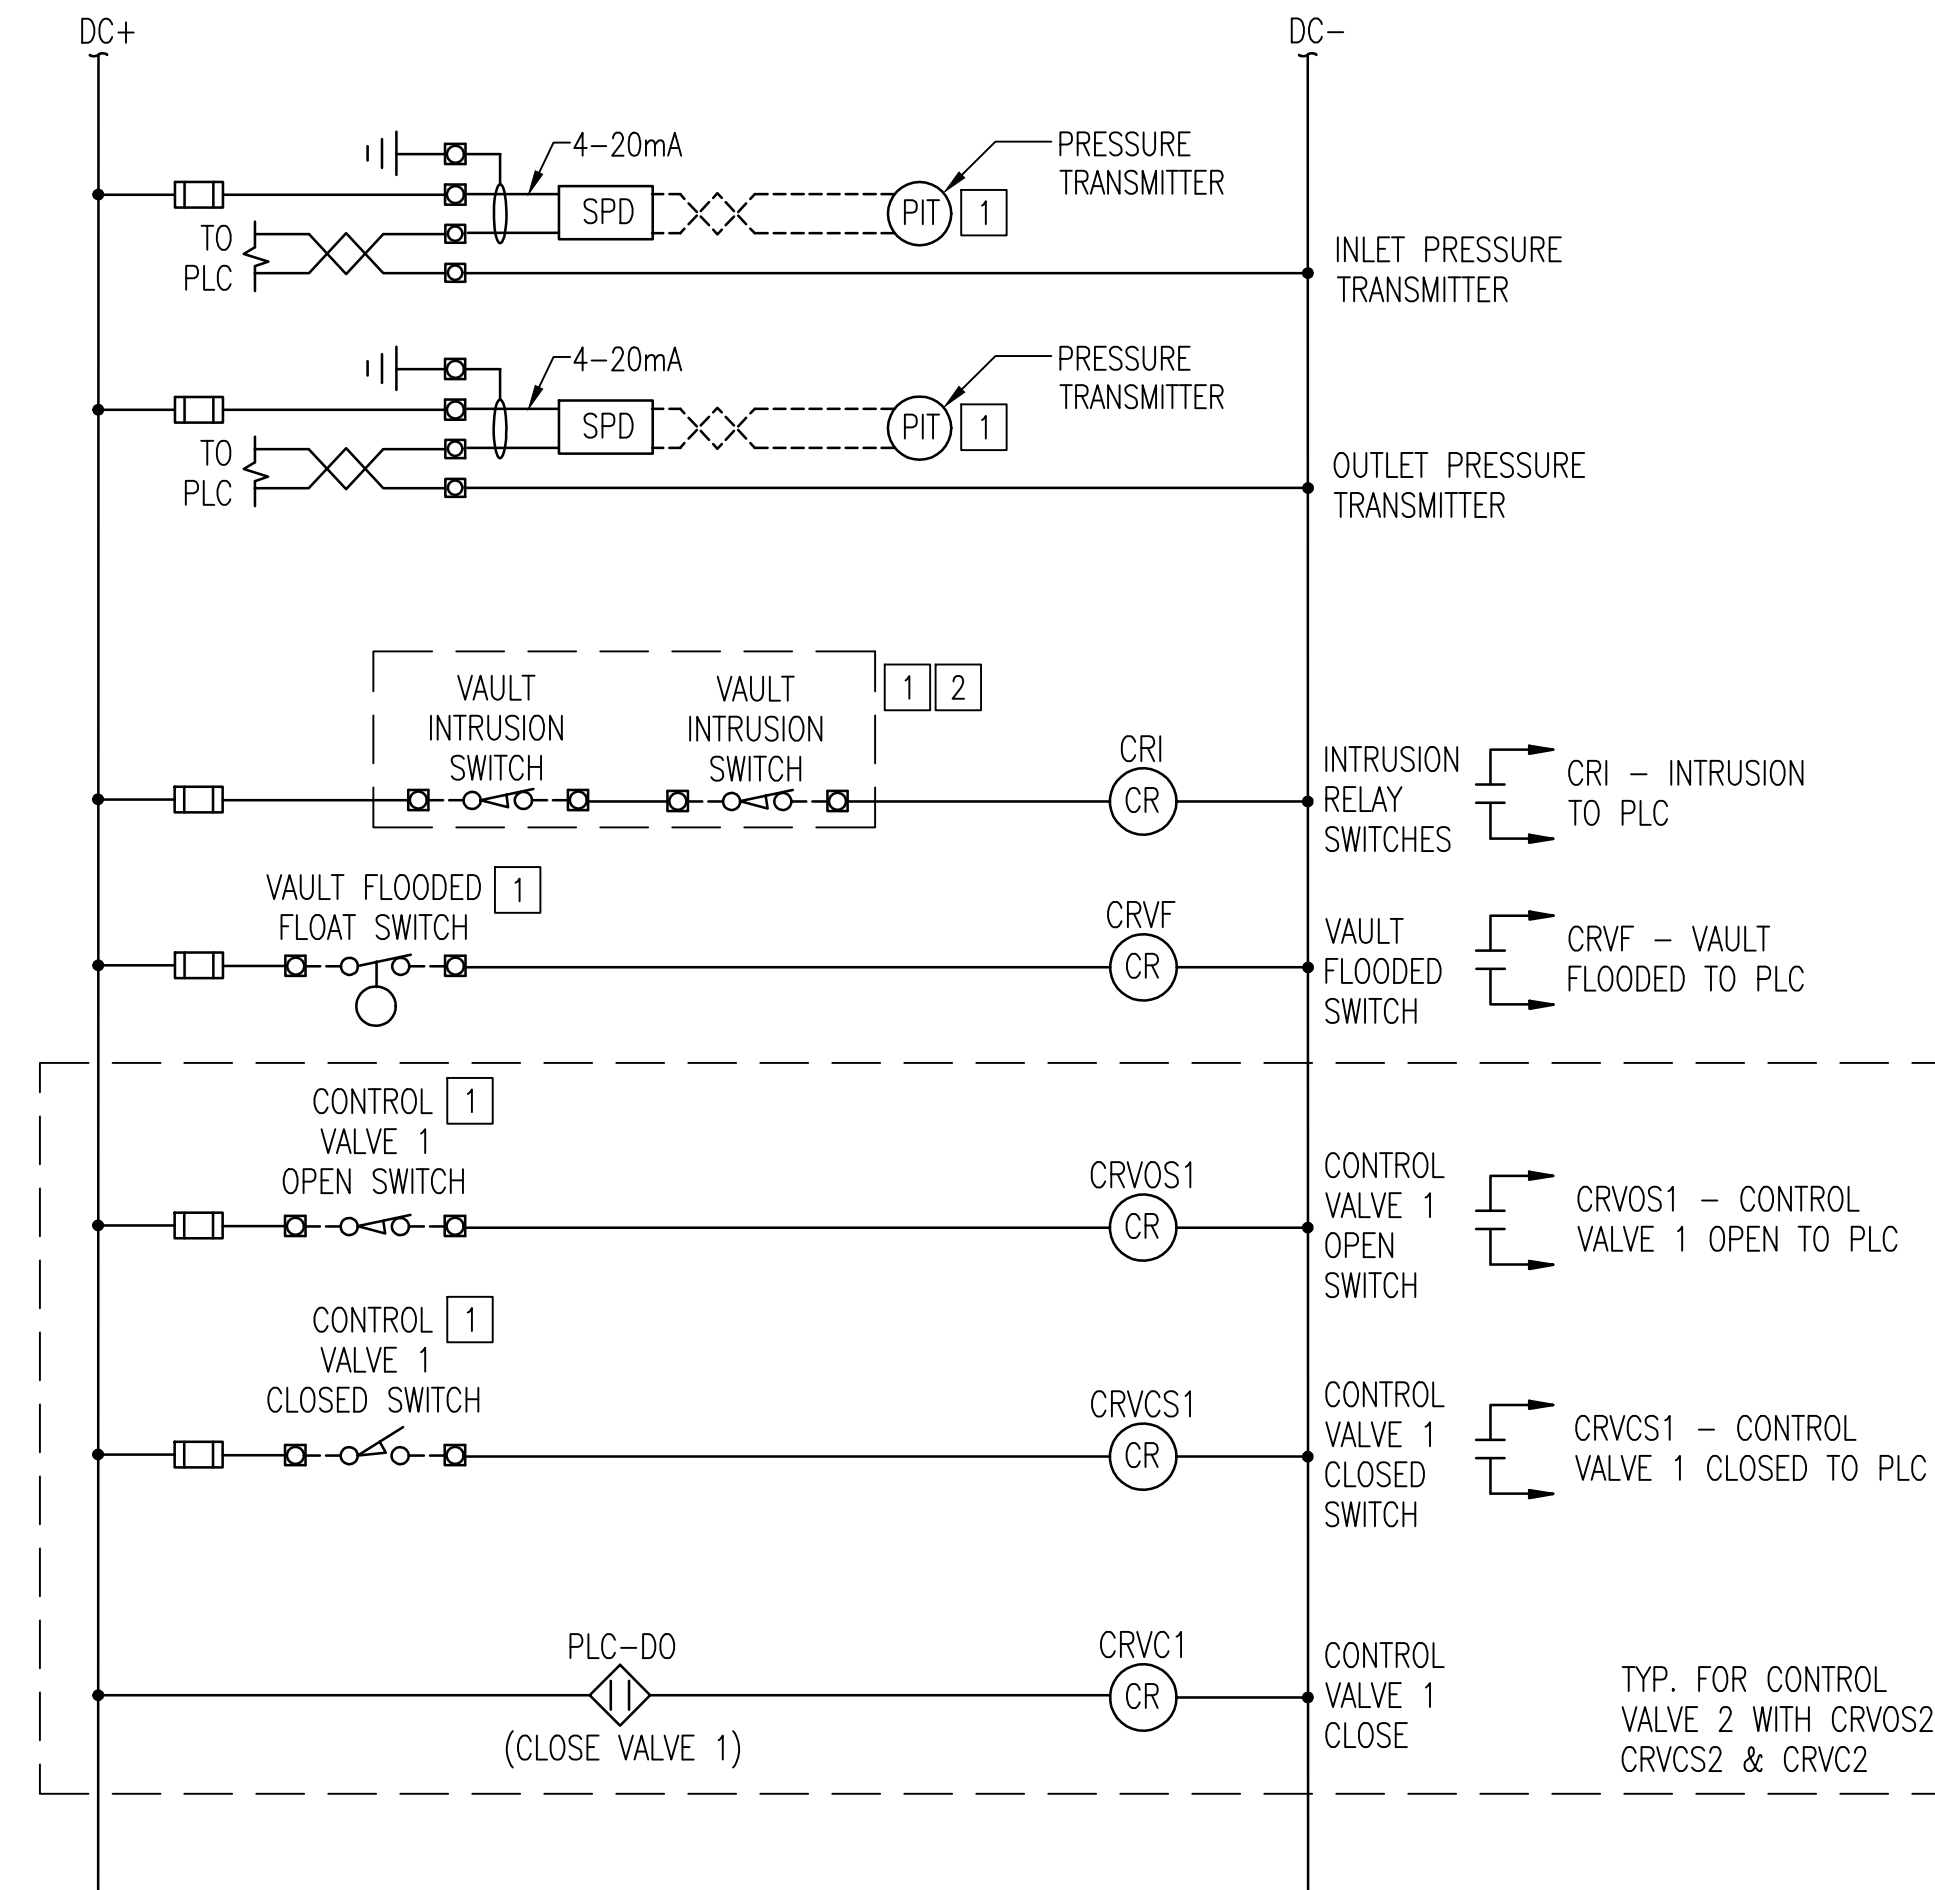 DC+
DC-
4-20mA
PRESSURE
TRANSMITTER
SPD
PIT
1
TO
PLC
INLET PRESSURE
TRANSMITTER
4-20mA
PRESSURE
TRANSMITTER
SPD
PIT
1
TO
PLC
OUTLET PRESSURE
TRANSMITTER
VAULT
INTRUSION
SWITCH
VAULT
INTRUSION
SWITCH
1
2
CRI
CR
INTRUSION
RELAY
SWITCHES
CRI - INTRUSION
TO PLC
VAULT FLOODED
FLOAT SWITCH
1
CRVF
CR
VAULT
FLOODED
SWITCH
CRVF - VAULT
FLOODED TO PLC
CONTROL
VALVE 1
OPEN SWITCH
1
CRVOS1
CR
CONTROL
VALVE 1
OPEN
SWITCH
CRVOS1 - CONTROL
VALVE 1 OPEN TO PLC
CONTROL
VALVE 1
CLOSED SWITCH
1
CRVCS1
CR
CONTROL
VALVE 1
CLOSED
SWITCH
CRVCS1 - CONTROL
VALVE 1 CLOSED TO PLC
PLC-DO
(CLOSE VALVE 1)
CRVC1
CR
CONTROL
VALVE 1
CLOSE
TYP. FOR CONTROL
VALVE 2 WITH CRVOS2
CRVCS2 & CRVC2